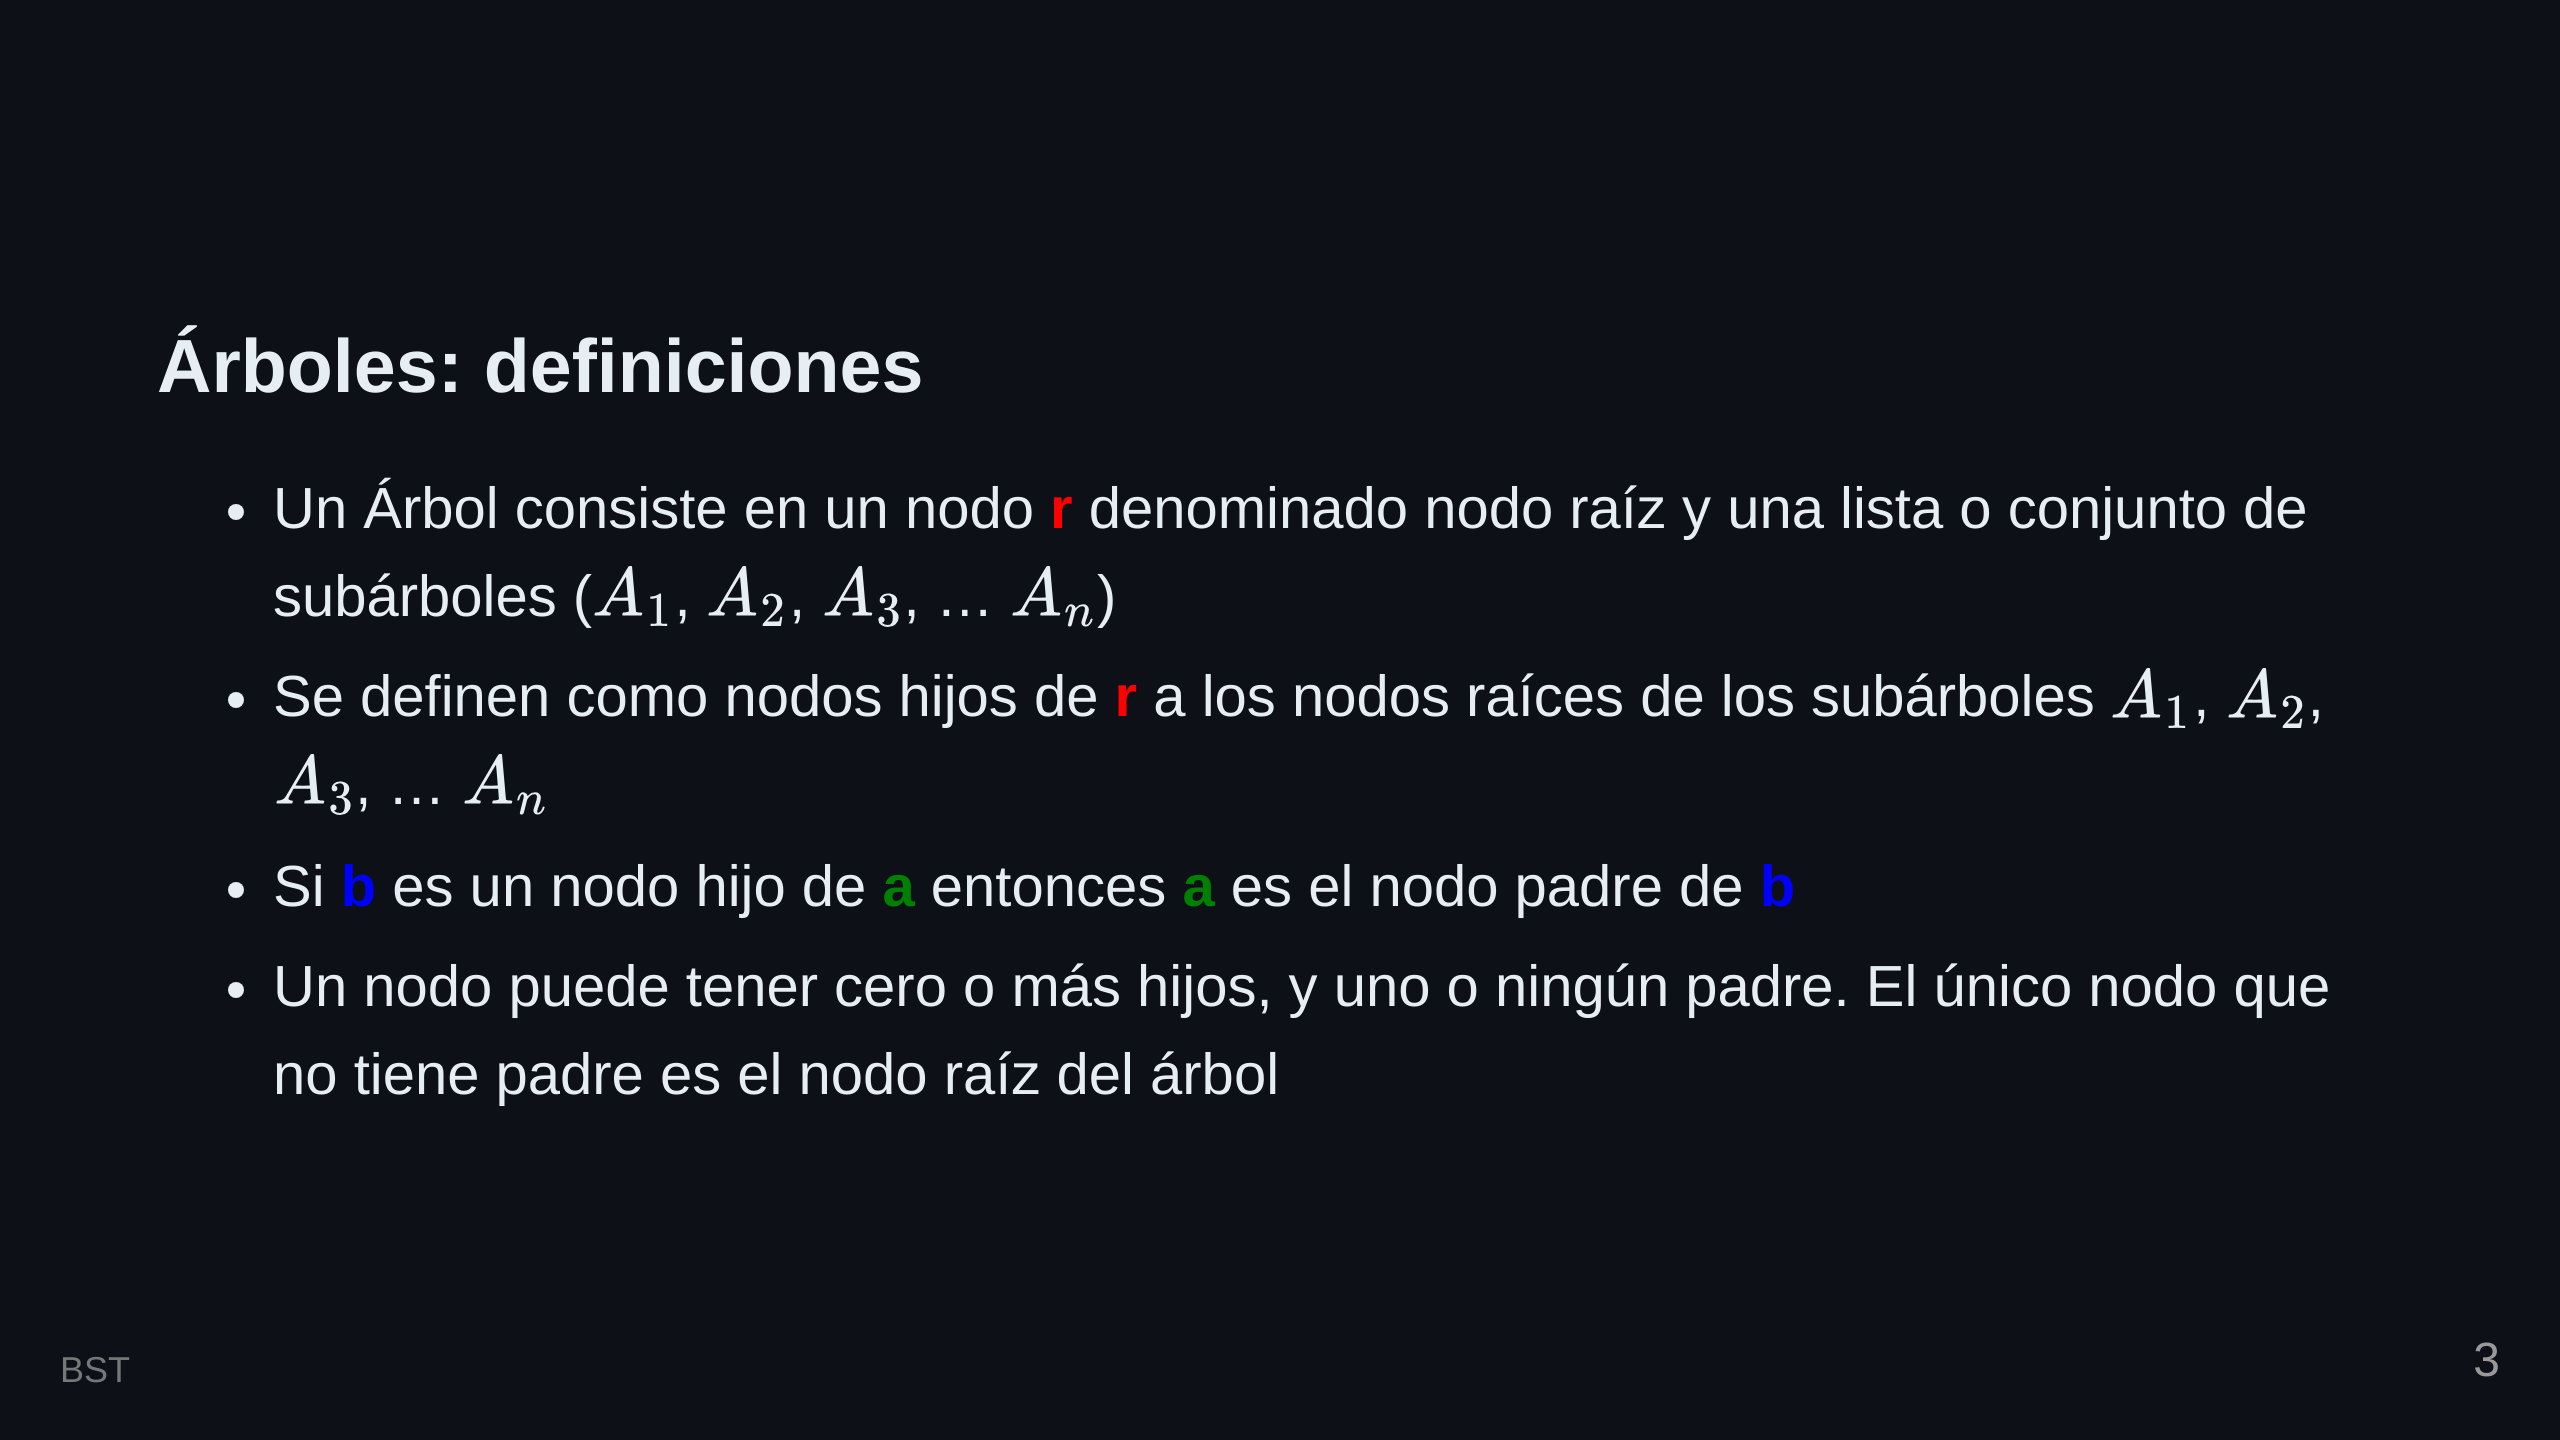 Árboles: definiciones
• Un Árbol consiste en un nodo r denominado nodo raíz y una lista o conjunto de
subárboles (A₁, A₂, A₃, … Aₙ)
• Se definen como nodos hijos de r a los nodos raíces de los subárboles A₁, A₂,
A₃, … Aₙ
• Si b es un nodo hijo de a entonces a es el nodo padre de b
• Un nodo puede tener cero o más hijos, y uno o ningún padre. El único nodo que
no tiene padre es el nodo raíz del árbol
BST
3